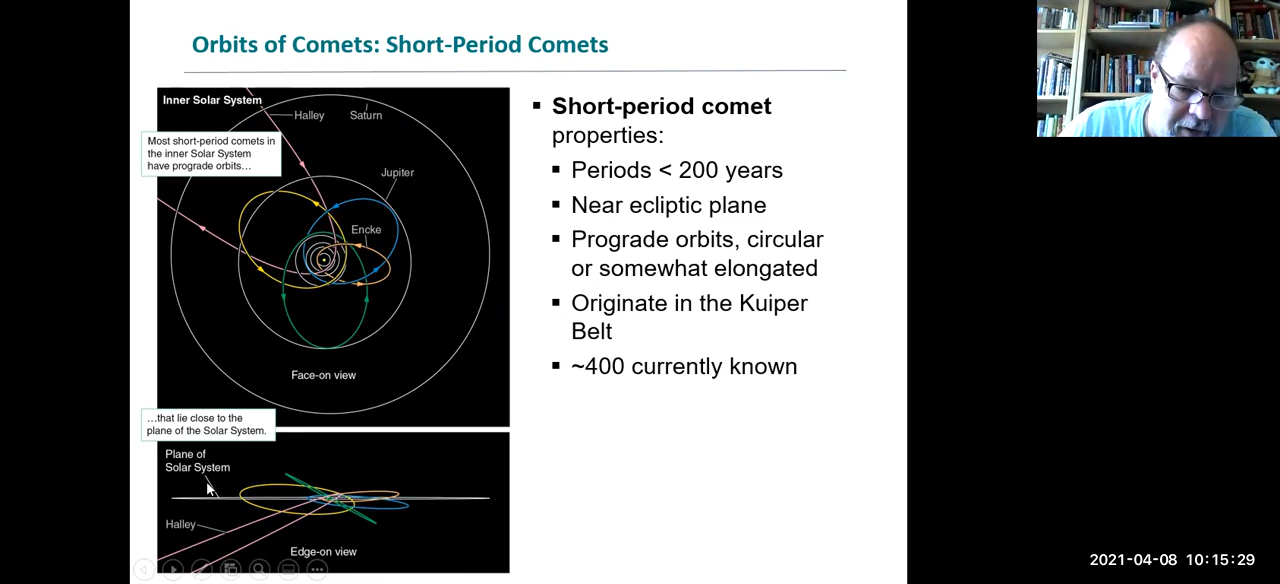 Orbits of Comets: Short-Period Comets
Inner Solar System
Halley
Saturn
Most short-period comets in
the inner Solar System
have prograde orbits...
Jupiter
Encke
Face-on view
...that lie close to the
plane of the Solar System.
Plane of
Solar System
Halley
Edge-on view
▪ Short-period comet
properties:
▪ Periods < 200 years
▪ Near ecliptic plane
▪ Prograde orbits, circular
or somewhat elongated
▪ Originate in the Kuiper
Belt
▪ ~400 currently known
2021-04-08 10:15:29